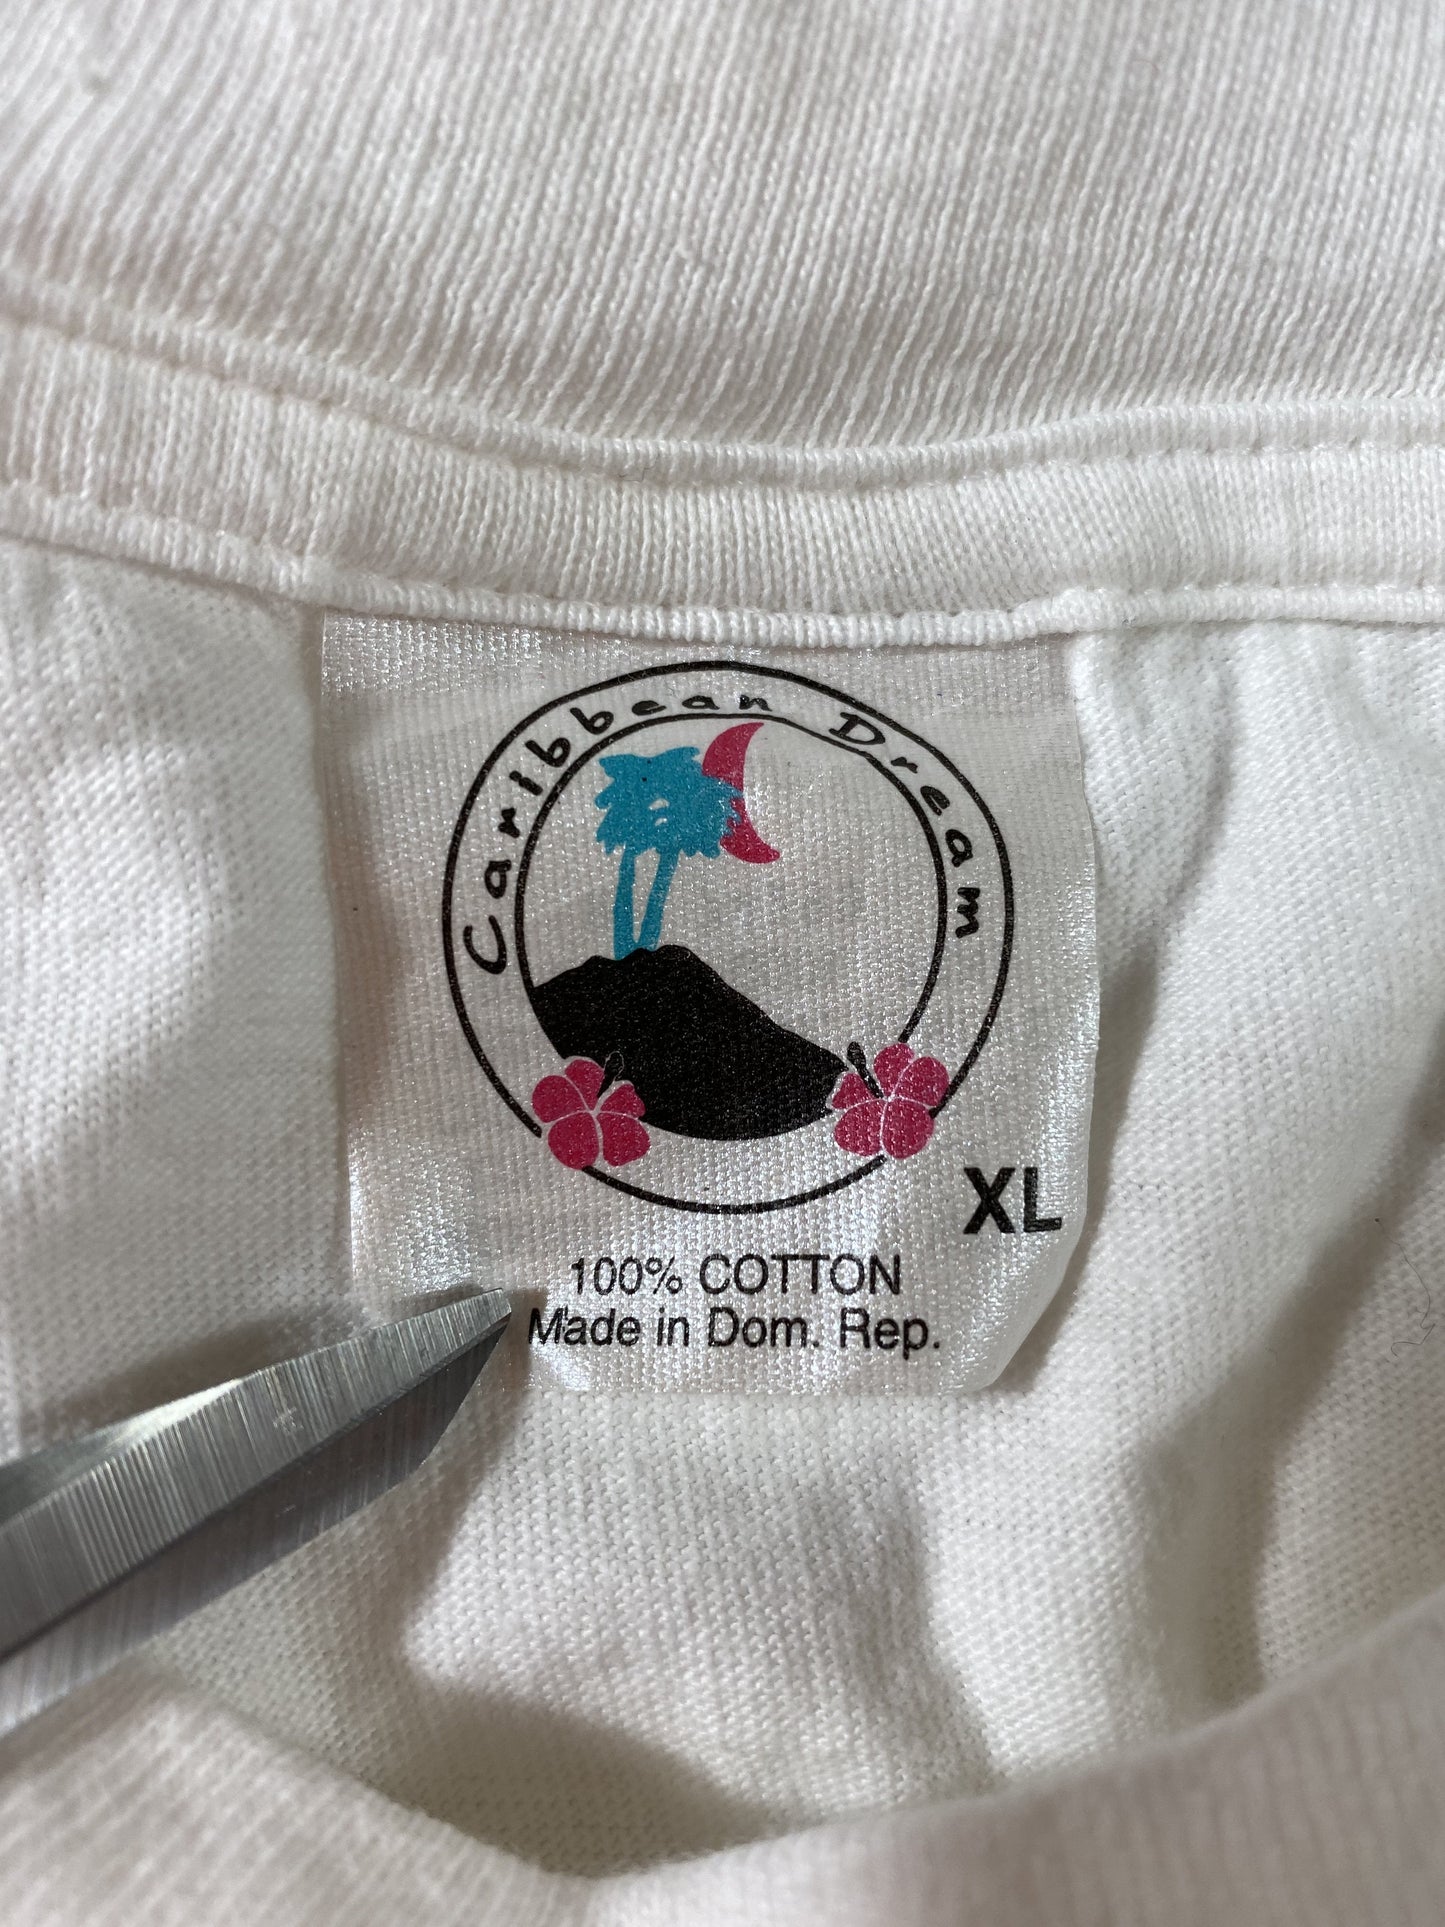 Caribbean Dream
XL
100% COTTON
Made in Dom. Rep.